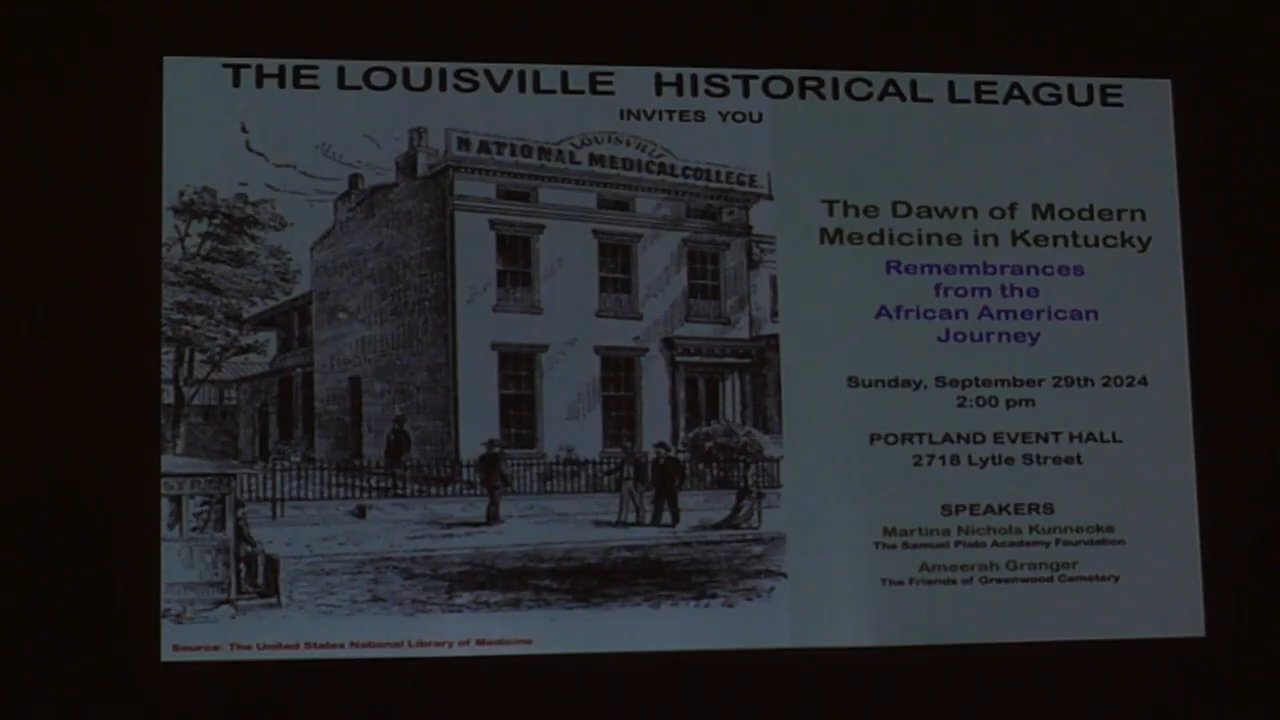 THE LOUISVILLE HISTORICAL LEAGUE
INVITES YOU
LOUISVILLE
NATIONAL MEDICAL COLLEGE.
The Dawn of Modern
Medicine in Kentucky
Remembrances
from the
African American
Journey
Sunday, September 29th 2024
2:00 pm
PORTLAND EVENT HALL
2718 Lytle Street
SPEAKERS
Martina Nichols Kunnecke
The Samuel Plato Academy Foundation
Ameerah Granger
The Friends of Greenwood Cemetery
Source: The United States National Library of Medicine